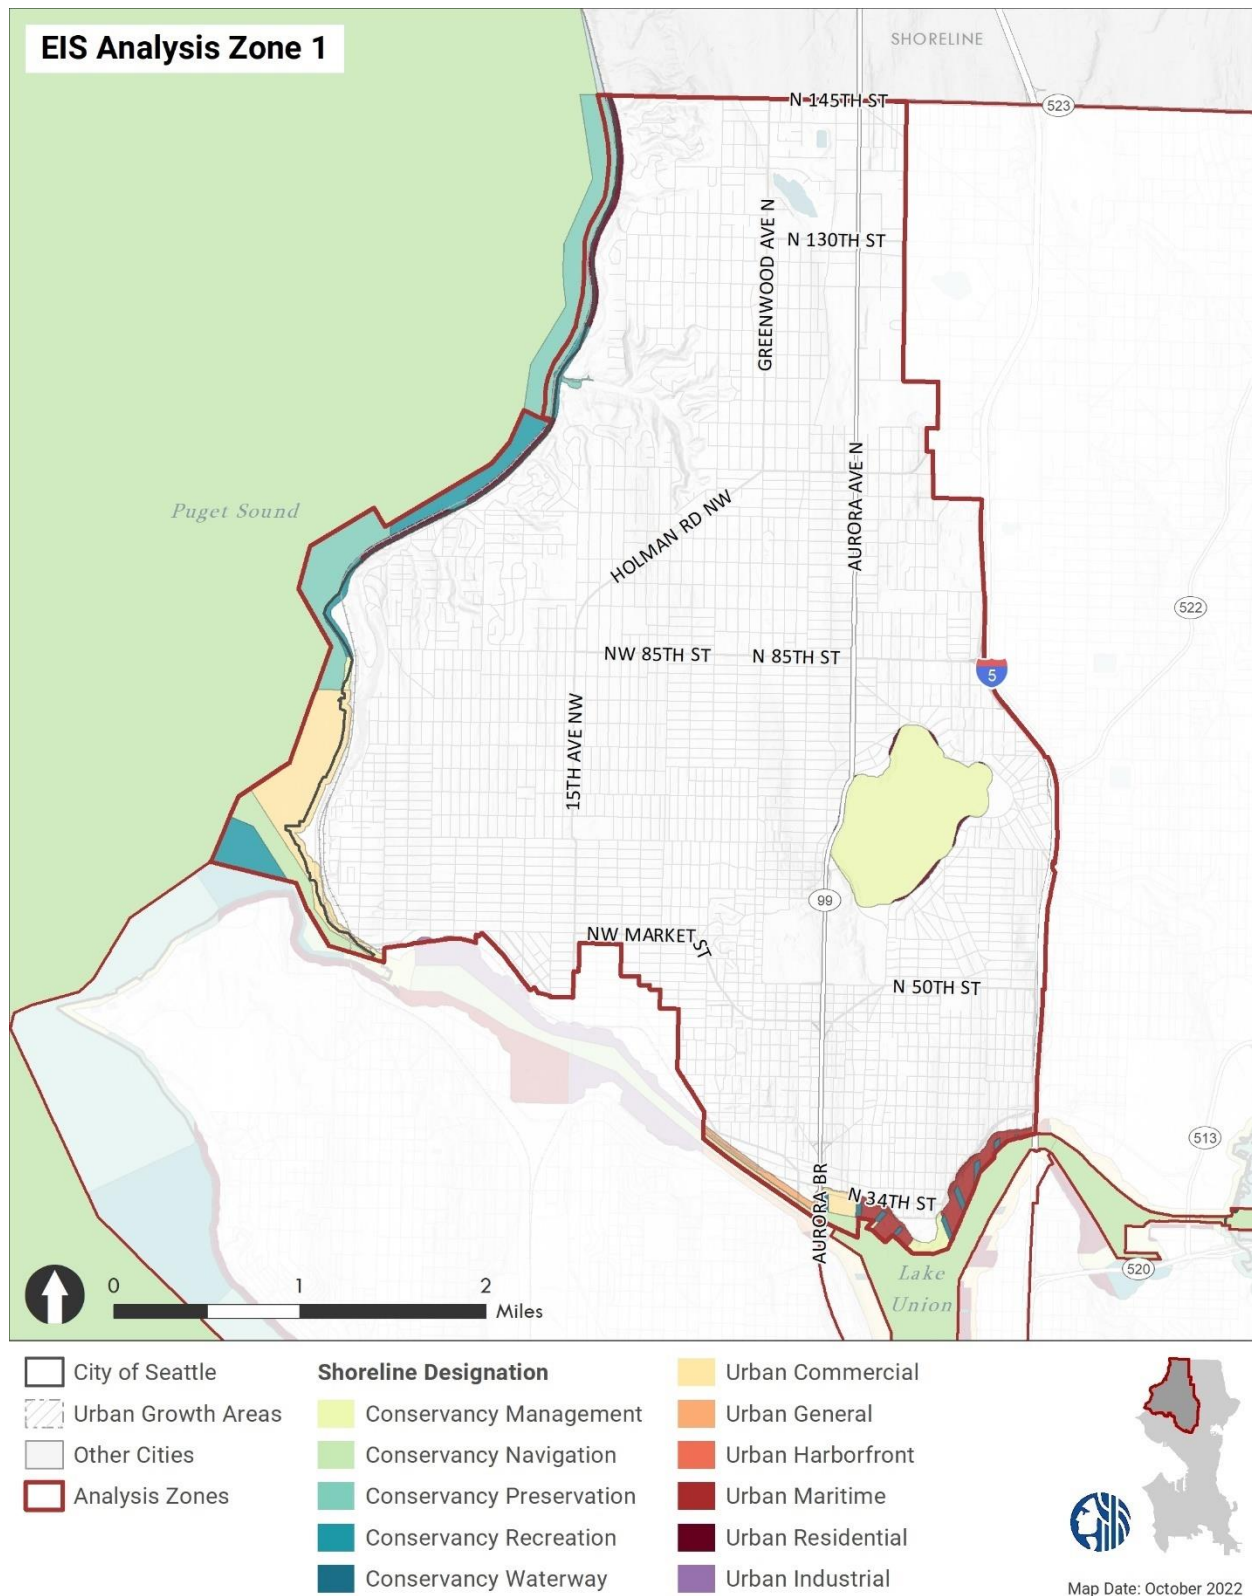 EIS Analysis Zone 1
SHORELINE
N 145TH ST
523
GREENWOOD AVE N
N 130TH ST
AURORA AVE N
Puget Sound
HOLMAN RD NW
522
NW 85TH ST
N 85TH ST
5
15TH AVE NW
99
NW MARKET ST
N 50TH ST
513
AURORA BR
N 34TH ST
Lake
Union
520
0 1 2
Miles
City of Seattle
Urban Growth Areas
Other Cities
Analysis Zones
Shoreline Designation
Conservancy Management
Conservancy Navigation
Conservancy Preservation
Conservancy Recreation
Conservancy Waterway
Urban Commercial
Urban General
Urban Harborfront
Urban Maritime
Urban Residential
Urban Industrial
Map Date: October 2022